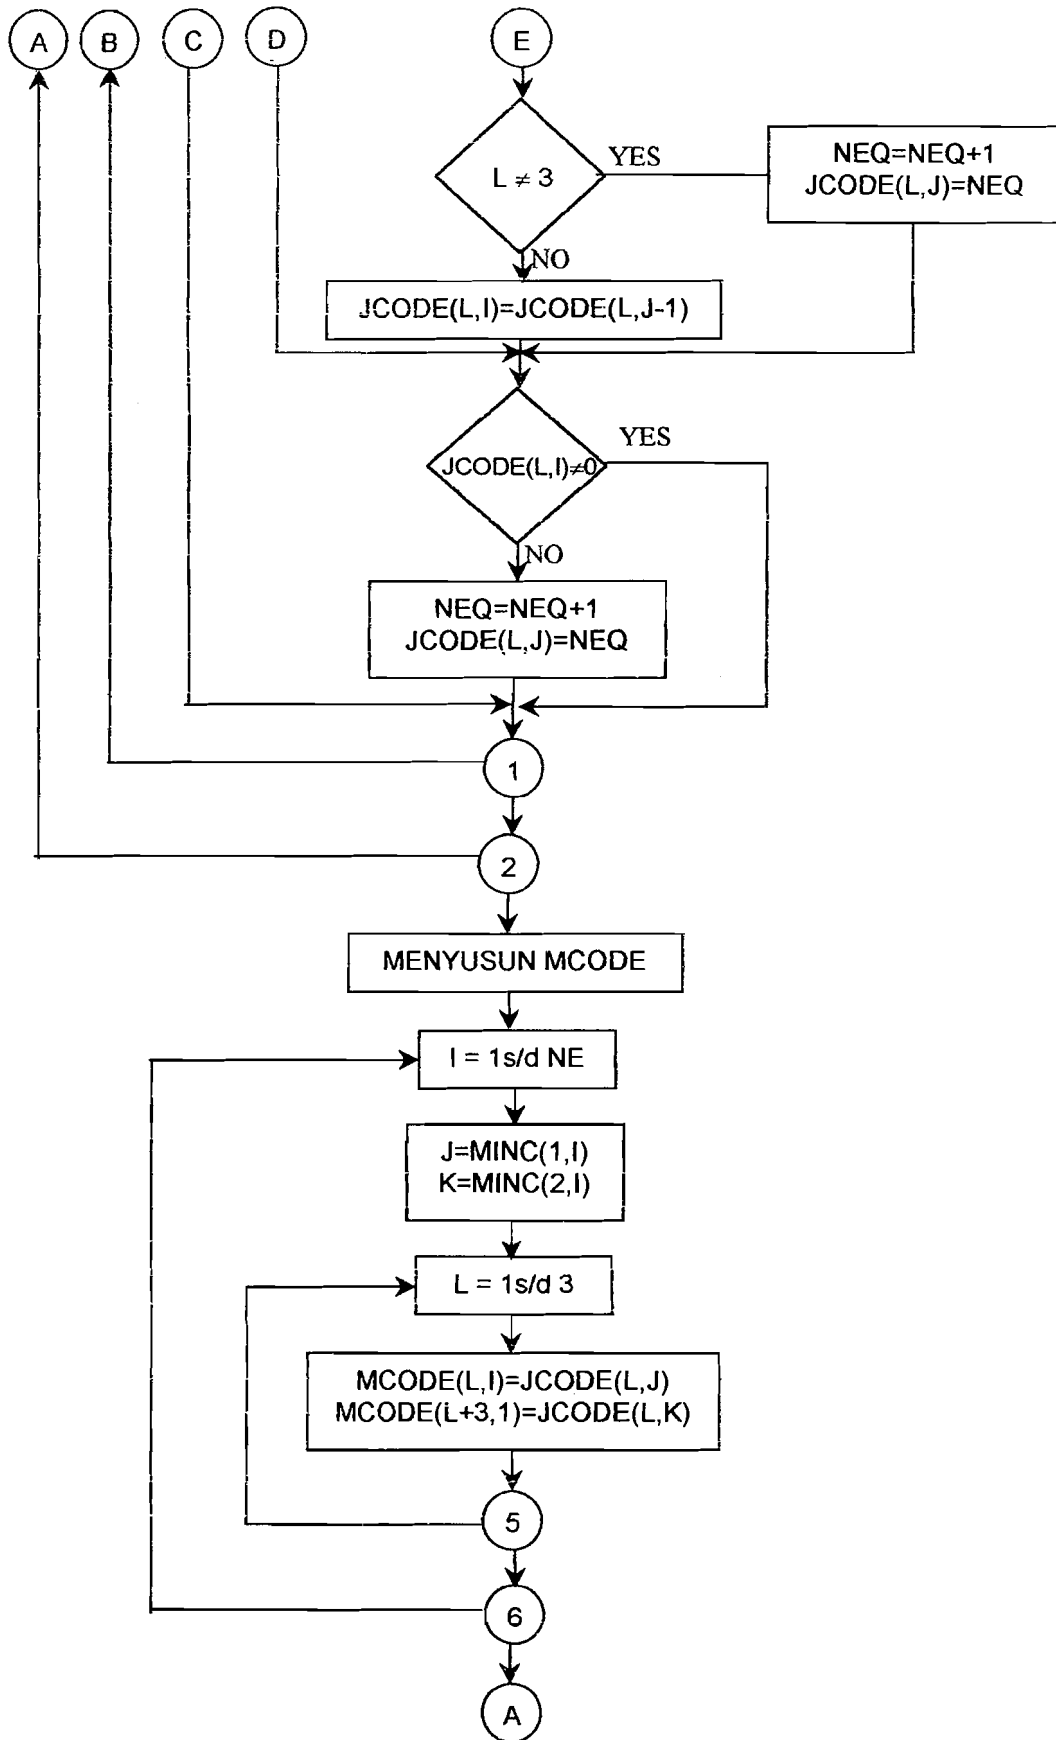 A
B
C
D
E
L ≠ 3
YES
NEQ=NEQ+1
JCODE(L,J)=NEQ
NO
JCODE(L,I)=JCODE(L,J-1)
JCODE(L,I)≠0
YES
NO
NEQ=NEQ+1
JCODE(L,J)=NEQ
1
2
MENYUSUN MCODE
I = 1s/d NE
J=MINC(1,I)
K=MINC(2,I)
L = 1s/d 3
MCODE(L,I)=JCODE(L,J)
MCODE(L+3,1)=JCODE(L,K)
5
6
A